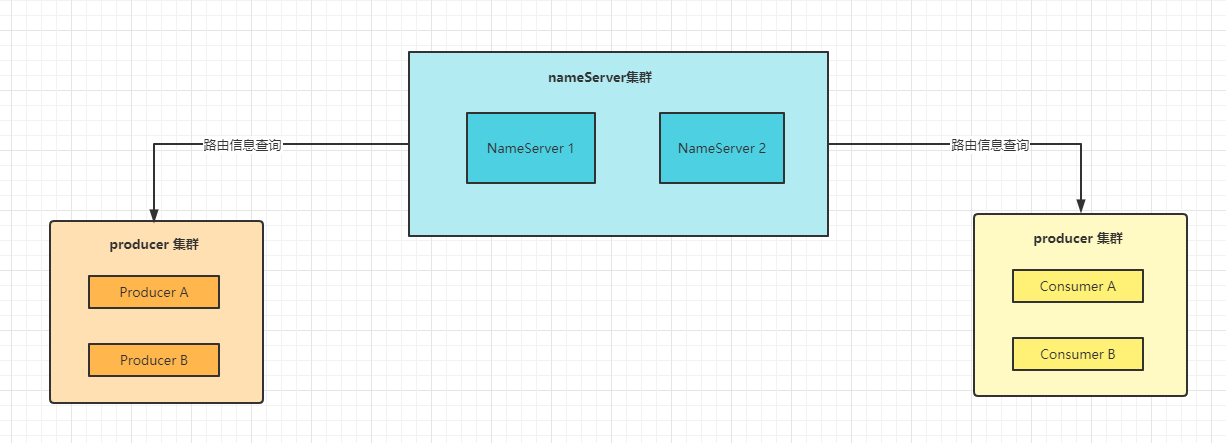 nameServer集群
NameServer 1
NameServer 2
路由信息查询
路由信息查询
producer 集群
Producer A
Producer B
producer 集群
Consumer A
Consumer B